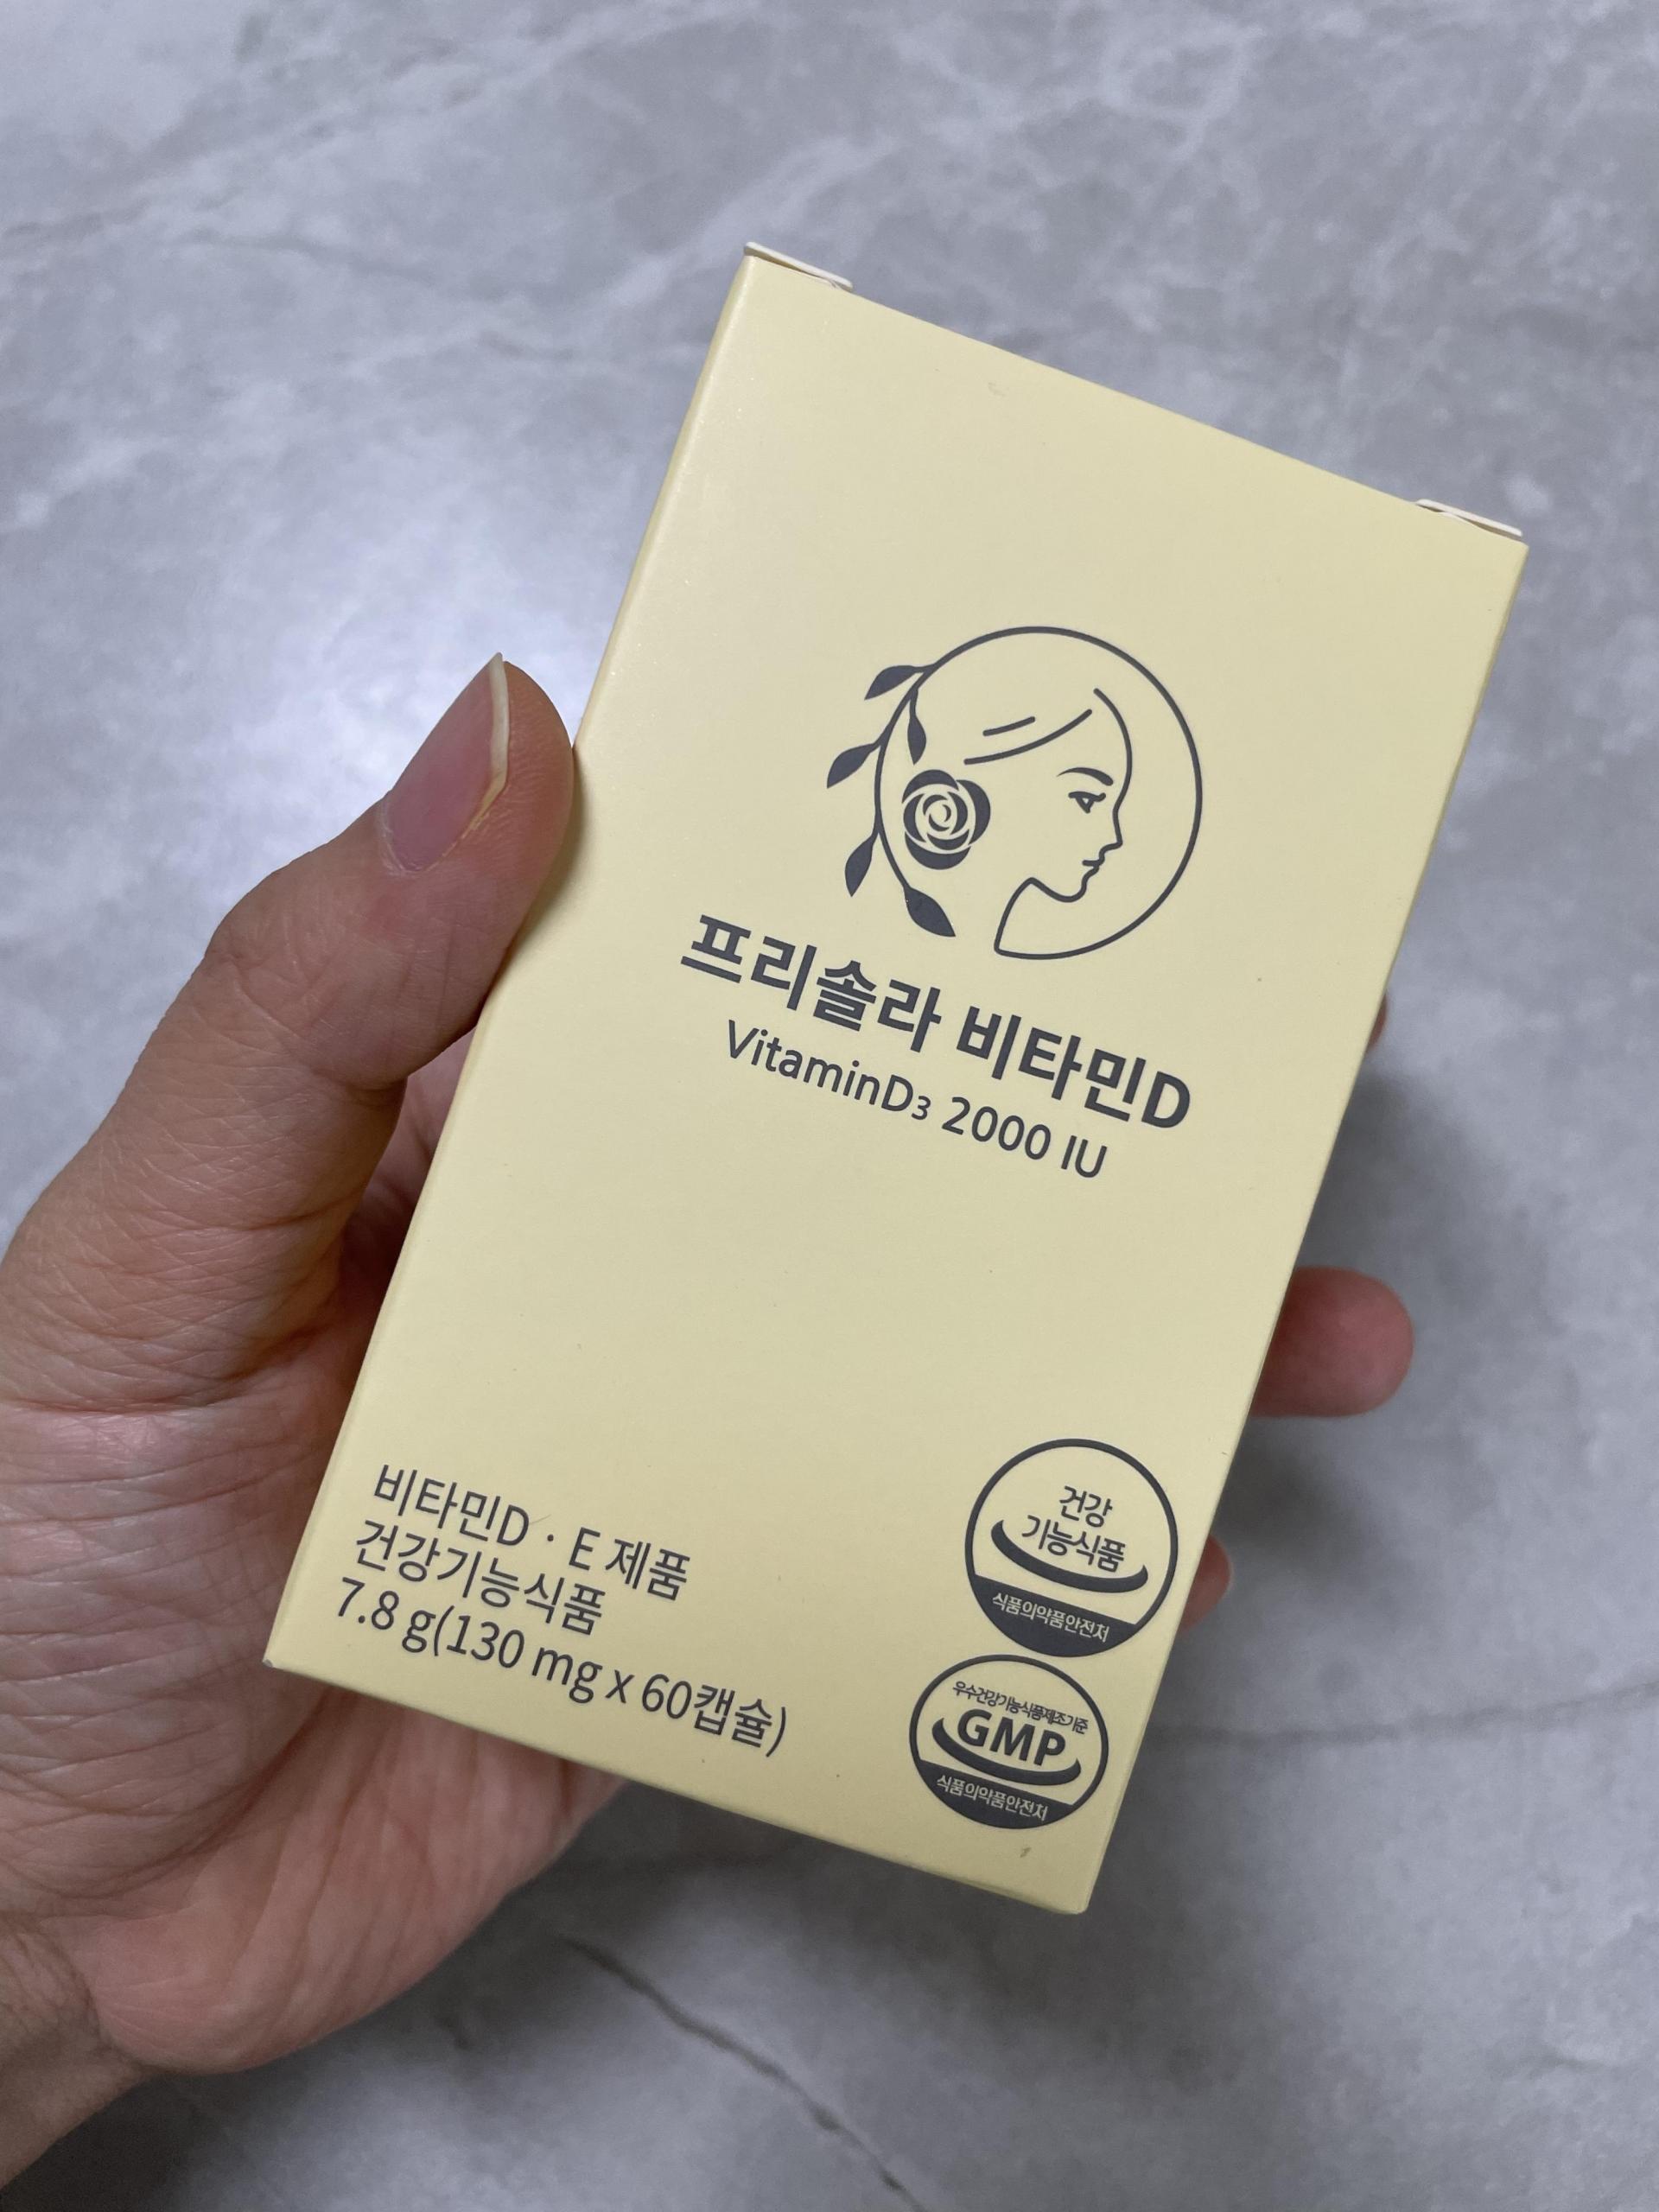 프리솔라 비타민D
VitaminD₃ 2000 IU
비타민D · E 제품
건강기능식품
7.8 g(130 mg x 60캡슐)
건강
기능식품
식품의약품안전처
우수건강기능식품제조기준
GMP
식품의약품안전처